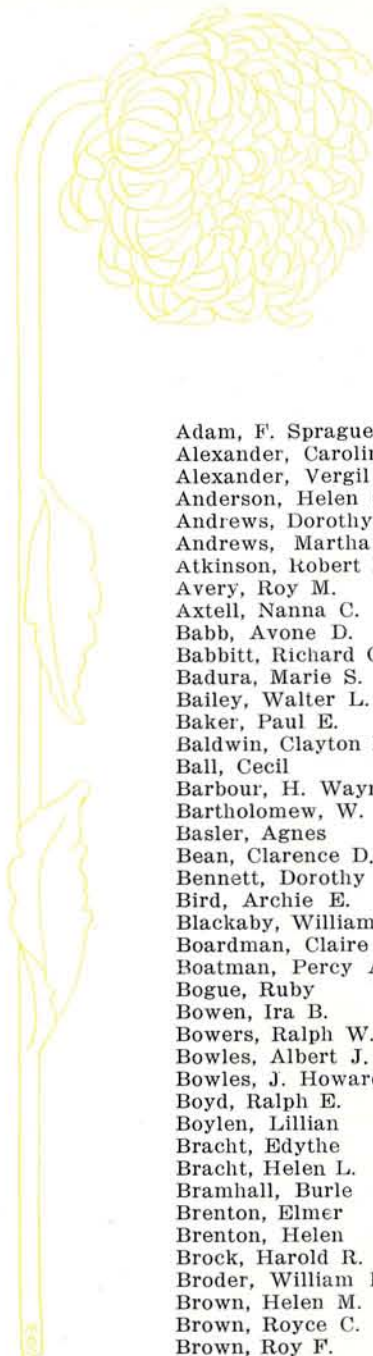 Adam, F. Sprague
Alexander, Carolin
Alexander, Vergil
Anderson, Helen
Andrews, Dorothy
Andrews, Martha
Atkinson, Robert
Avery, Roy M.
Axtell, Nanna C.
Babb, Avone D.
Babbitt, Richard
Badura, Marie S.
Bailey, Walter L.
Baker, Paul E.
Baldwin, Clayton
Ball, Cecil
Barbour, H. Wayn
Bartholomew, W.
Basler, Agnes
Bean, Clarence D.
Bennett, Dorothy
Bird, Archie E.
Blackaby, William
Boardman, Claire
Boatman, Percy A
Bogue, Ruby
Bowen, Ira B.
Bowers, Ralph W.
Bowles, Albert J.
Bowles, J. Howard
Boyd, Ralph E.
Boylen, Lillian
Bracht, Edythe
Bracht, Helen L.
Bramhall, Burle
Brenton, Elmer
Brenton, Helen
Brock, Harold R.
Broder, William
Brown, Helen M.
Brown, Royce C.
Brown, Roy F.